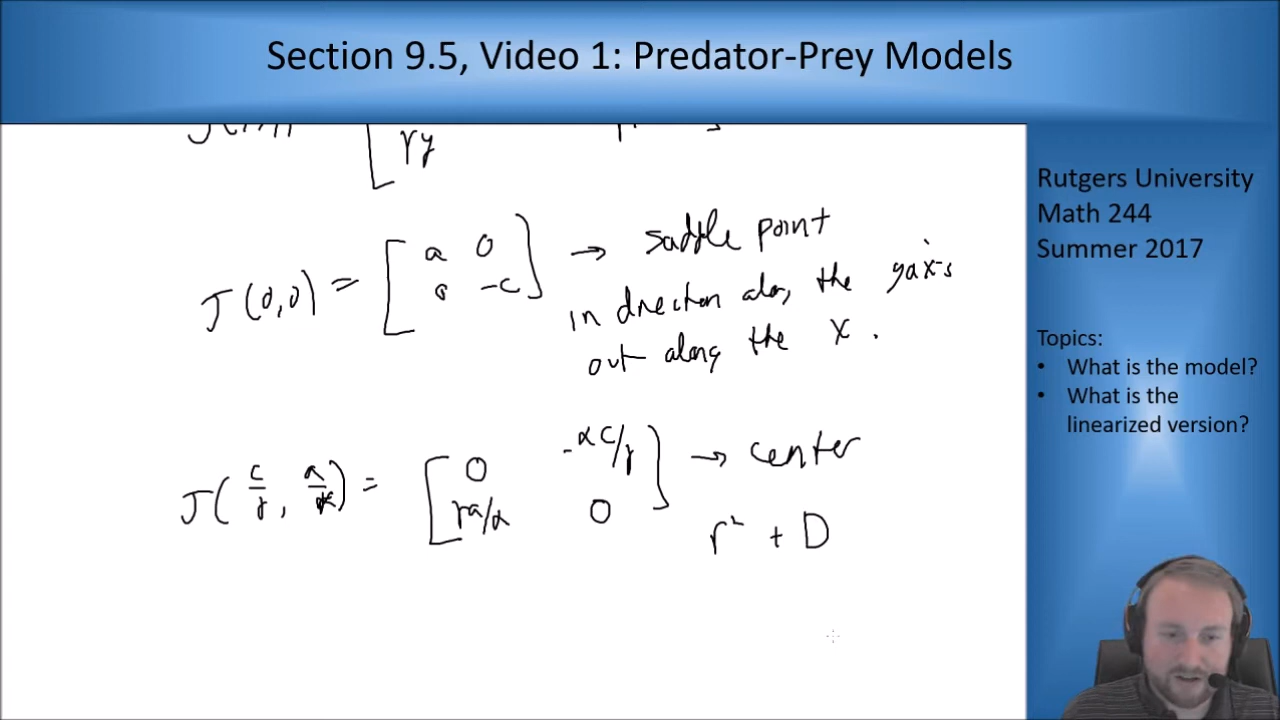 Section 9.5, Video 1: Predator-Prey Models
γy
J(0,0) = [ a 0 → saddle point
0 -c ]
in direction along the y axis
out along the x.
J(c/γ, a/α) = [ 0 -αc/γ → center
γa/α 0 ]
r² + D
Rutgers University
Math 244
Summer 2017
Topics:
• What is the model?
• What is the
linearized version?